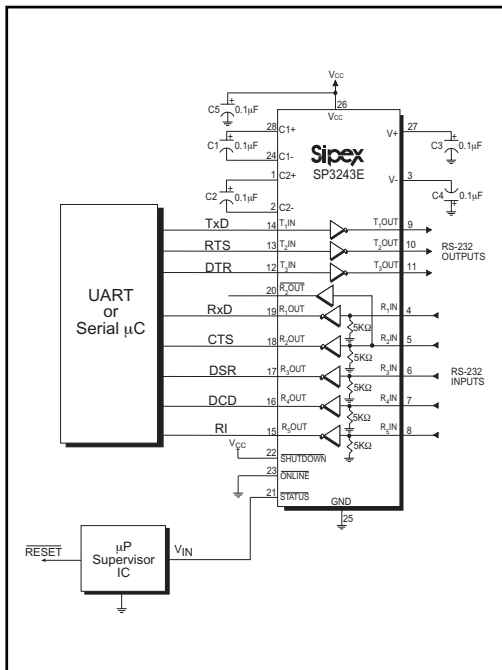 VCC
C5 + 0.1µF
26
VCC
28 C1+
C1 + 0.1µF
24 C1-
1 C2+
C2 + 0.1µF
2 C2-
Sipex
SP3243E
V+ 27
C3 + 0.1µF
V- 3
C4 0.1µF +
UART
or
Serial µC
TxD 14 T1IN T1OUT 9
RTS 13 T2IN T2OUT 10
DTR 12 T3IN T3OUT 11
RS-232
OUTPUTS
20 R2OUT
RxD 19 R1OUT R1IN 4
5KΩ
CTS 18 R2OUT R2IN 5
5KΩ
DSR 17 R3OUT R3IN 6
5KΩ
DCD 16 R4OUT R4IN 7
5KΩ
RI 15 R5OUT R5IN 8
5KΩ
RS-232
INPUTS
VCC
22 SHUTDOWN
23 ONLINE
21 STATUS
GND
25
RESET
µP
Supervisor
IC
VIN